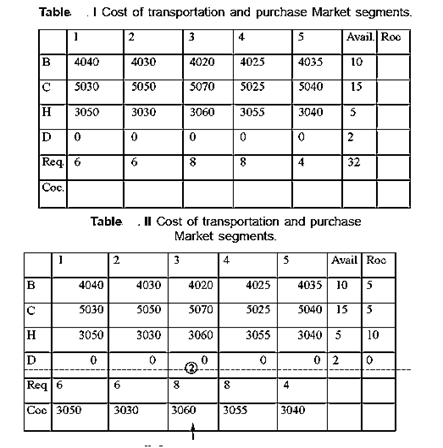 Table . I Cost of transportation and purchase Market segments.
1 2 3 4 5 Avail. Roc
B 4040 4030 4020 4025 4035 10
C 5030 5050 5070 5025 5040 15
H 3050 3030 3060 3055 3040 5
D 0 0 0 0 0 2
Req. 6 6 8 8 4 32
Coc.
Table . II Cost of transportation and purchase
Market segments.
1 2 3 4 5 Avail Roc
B 4040 4030 4020 4025 4035 10 5
C 5030 5050 5070 5025 5040 15 5
H 3050 3030 3060 3055 3040 5 10
D 0 0 ② 0 0 0 2 0
Req 6 6 8 8 4
Coc 3050 3030 3060 3055 3040